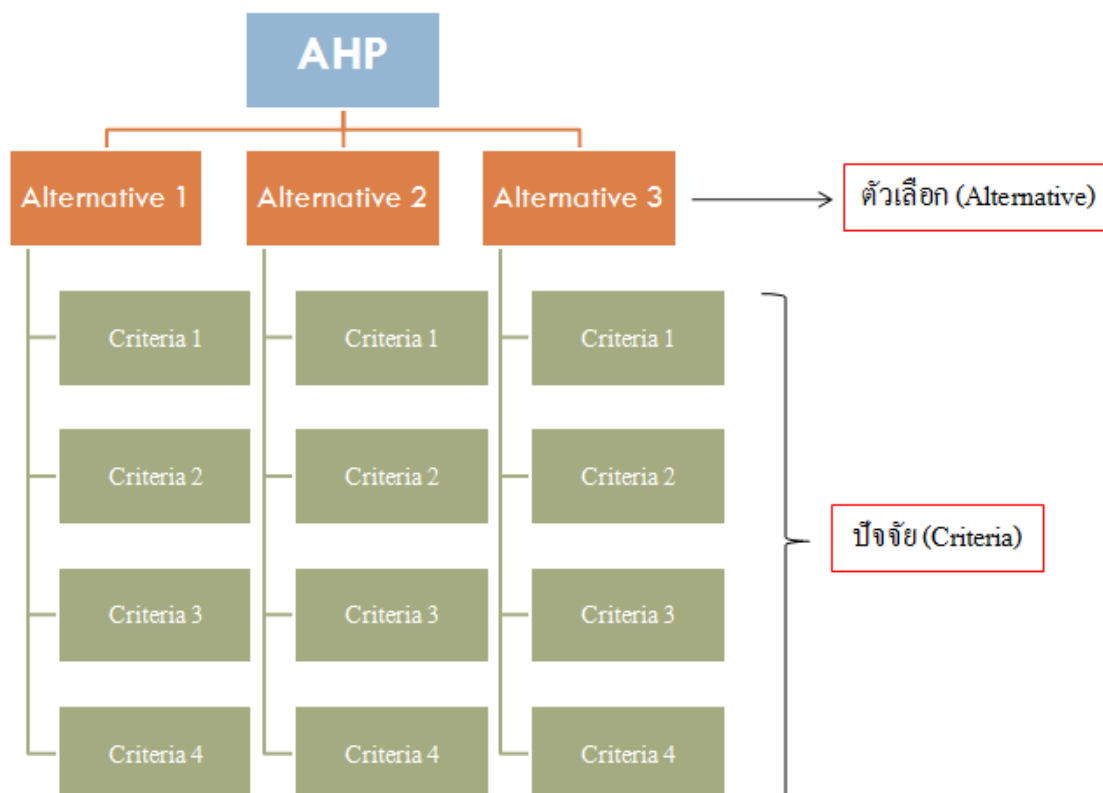 AHP
Alternative 1
Alternative 2
Alternative 3
ตัวเลือก (Alternative)
Criteria 1
Criteria 1
Criteria 1
Criteria 2
Criteria 2
Criteria 2
ปัจจัย (Criteria)
Criteria 3
Criteria 3
Criteria 3
Criteria 4
Criteria 4
Criteria 4